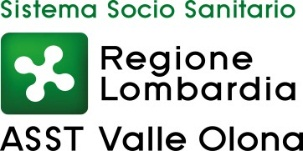 Sistema Socio Sanitario
Regione
Lombardia
ASST Valle Olona